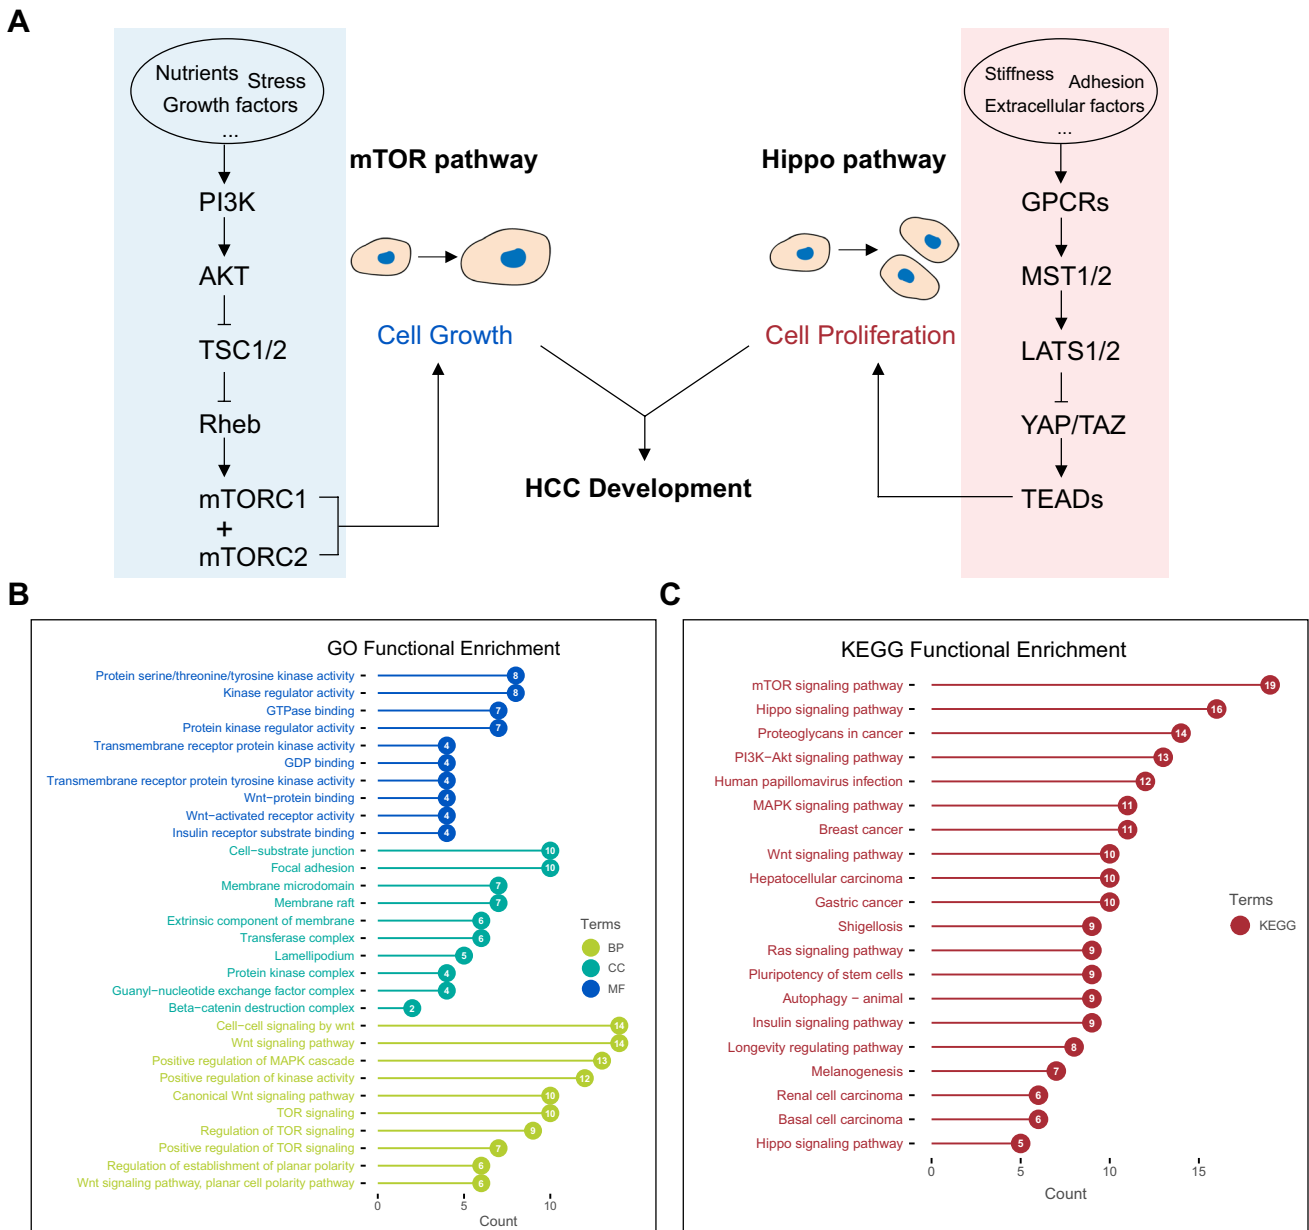 A
Nutrients
Stress
Growth factors
...
PI3K
AKT
TSC1/2
Rheb
mTORC1
+
mTORC2
mTOR pathway
Cell Growth
Hippo pathway
Cell Proliferation
HCC Development
Stiffness
Adhesion
Extracellular factors
...
GPCRs
MST1/2
LATS1/2
YAP/TAZ
TEADs
B
GO Functional Enrichment
Protein serine/threonine/tyrosine kinase activity 8
Kinase regulator activity 8
GTPase binding 7
Protein kinase regulator activity 7
Transmembrane receptor protein kinase activity 4
GDP binding 4
Transmembrane receptor protein tyrosine kinase activity 4
Wnt−protein binding 4
Wnt−activated receptor activity 4
Insulin receptor substrate binding 4
Cell−substrate junction 10
Focal adhesion 10
Membrane microdomain 7
Membrane raft 7
Extrinsic component of membrane 6
Transferase complex 6
Lamellipodium 5
Protein kinase complex 4
Guanyl−nucleotide exchange factor complex 4
Beta−catenin destruction complex 2
Cell−cell signaling by wnt 14
Wnt signaling pathway 14
Positive regulation of MAPK cascade 13
Positive regulation of kinase activity 12
Canonical Wnt signaling pathway 10
TOR signaling 10
Regulation of TOR signaling 9
Positive regulation of TOR signaling 7
Regulation of establishment of planar polarity 6
Wnt signaling pathway, planar cell polarity pathway 6
0 5 10
Count
Terms
BP
CC
MF
C
KEGG Functional Enrichment
mTOR signaling pathway 19
Hippo signaling pathway 16
Proteoglycans in cancer 14
PI3K−Akt signaling pathway 13
Human papillomavirus infection 12
MAPK signaling pathway 11
Breast cancer 11
Wnt signaling pathway 10
Hepatocellular carcinoma 10
Gastric cancer 10
Shigellosis 9
Ras signaling pathway 9
Pluripotency of stem cells 9
Autophagy − animal 9
Insulin signaling pathway 9
Longevity regulating pathway 8
Melanogenesis 7
Renal cell carcinoma 6
Basal cell carcinoma 6
Hippo signaling pathway 5
0 5 10 15
Count
Terms
KEGG